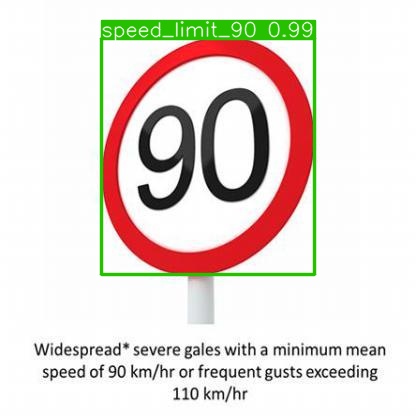 speed_limit_90 0.99
90
Widespread* severe gales with a minimum mean
speed of 90 km/hr or frequent gusts exceeding
110 km/hr